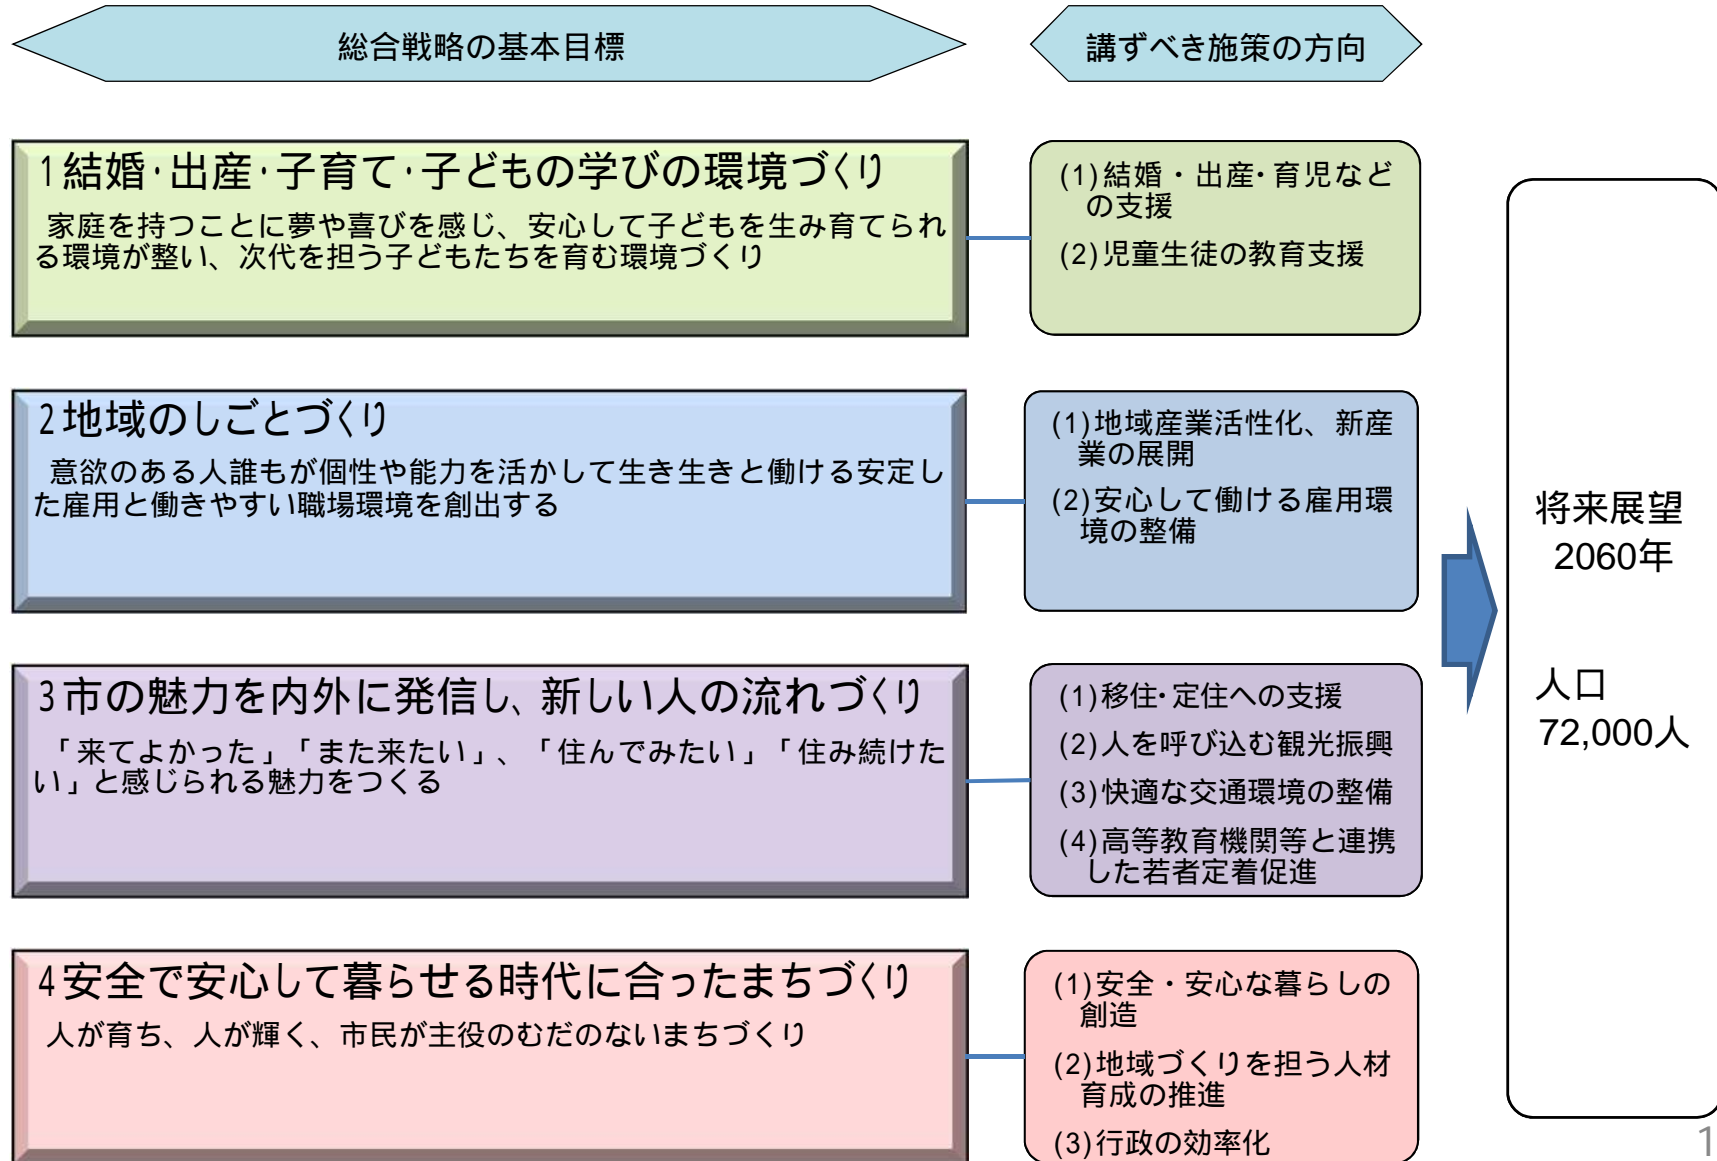 総合戦略の基本目標
講ずべき施策の方向
1結婚・出産・子育て・子どもの学びの環境づくり
家庭を持つことに夢や喜びを感じ、安心して子どもを生み育てられ
る環境が整い、次代を担う子どもたちを育む環境づくり
(1)結婚・出産・育児など
の支援
(2)児童生徒の教育支援
2地域のしごとづくり
意欲のある人誰もが個性や能力を活かして生き生きと働ける安定し
た雇用と働きやすい職場環境を創出する
(1)地域産業活性化、新産
業の展開
(2)安心して働ける雇用環
境の整備
3市の魅力を内外に発信し、新しい人の流れづくり
「来てよかった」「また来たい」、「住んでみたい」「住み続けた
い」と感じられる魅力をつくる
(1)移住・定住への支援
(2)人を呼び込む観光振興
(3)快適な交通環境の整備
(4)高等教育機関等と連携
した若者定着促進
4安全で安心して暮らせる時代に合ったまちづくり
人が育ち、人が輝く、市民が主役のむだのないまちづくり
(1)安全・安心な暮らしの
創造
(2)地域づくりを担う人材
育成の推進
(3)行政の効率化
将来展望
2060年
人口
72,000人
1